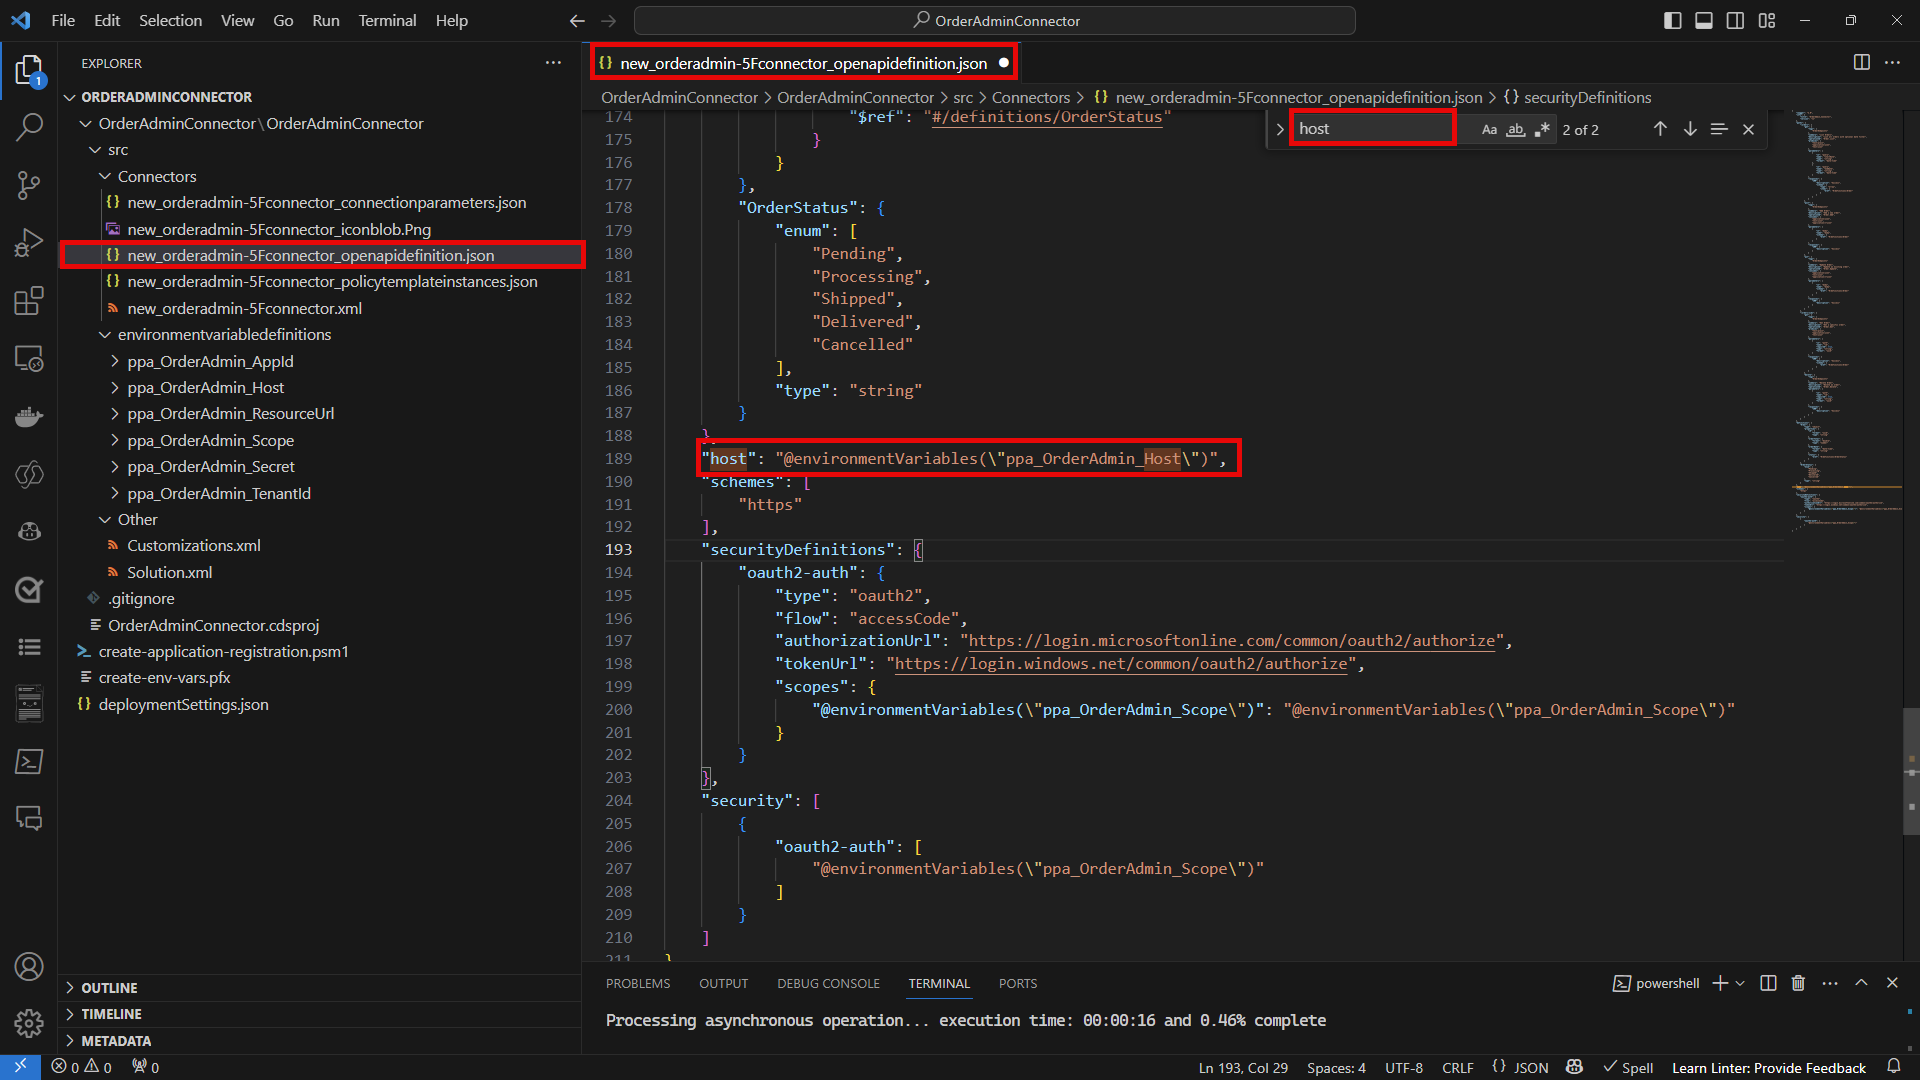 File Edit Selection View Go Run Terminal Help
OrderAdminConnector
EXPLORER
ORDERADMINCONNECTOR
OrderAdminConnector\OrderAdminConnector
src
Connectors
{} new_orderadmin-5Fconnector_connectionparameters.json
new_orderadmin-5Fconnector_iconblob.Png
{} new_orderadmin-5Fconnector_openapidefinition.json
{} new_orderadmin-5Fconnector_policytemplateinstances.json
new_orderadmin-5Fconnector.xml
environmentvariabledefinitions
ppa_OrderAdmin_AppId
ppa_OrderAdmin_Host
ppa_OrderAdmin_ResourceUrl
ppa_OrderAdmin_Scope
ppa_OrderAdmin_Secret
ppa_OrderAdmin_TenantId
Other
Customizations.xml
Solution.xml
.gitignore
OrderAdminConnector.cdsproj
create-application-registration.psm1
create-env-vars.pfx
{} deploymentSettings.json
OUTLINE
TIMELINE
METADATA
{} new_orderadmin-5Fconnector_openapidefinition.json
OrderAdminConnector > OrderAdminConnector > src > Connectors > {} new_orderadmin-5Fconnector_openapidefinition.json > {} securityDefinitions
host Aa ab .* 2 of 2
174 "$ref": "#/definitions/OrderStatus"
175 }
176 }
177 },
178 "OrderStatus": {
179 "enum": [
180 "Pending",
181 "Processing",
182 "Shipped",
183 "Delivered",
184 "Cancelled"
185 ],
186 "type": "string"
187 }
188 },
189 "host": "@environmentVariables(\"ppa_OrderAdmin_Host\")",
190 "schemes": [
191 "https"
192 ],
193 "securityDefinitions": {
194 "oauth2-auth": {
195 "type": "oauth2",
196 "flow": "accessCode",
197 "authorizationUrl": "https://login.microsoftonline.com/common/oauth2/authorize",
198 "tokenUrl": "https://login.windows.net/common/oauth2/authorize",
199 "scopes": {
200 "@environmentVariables(\"ppa_OrderAdmin_Scope\")": "@environmentVariables(\"ppa_OrderAdmin_Scope\")"
201 }
202 }
203 },
204 "security": [
205 {
206 "oauth2-auth": [
207 "@environmentVariables(\"ppa_OrderAdmin_Scope\")"
208 ]
209 }
210 ]
211 }
PROBLEMS OUTPUT DEBUG CONSOLE TERMINAL PORTS powershell
Processing asynchronous operation... execution time: 00:00:16 and 0.46% complete
0 0 0 Ln 193, Col 29 Spaces: 4 UTF-8 CRLF {} JSON Spell Learn Linter: Provide Feedback
1